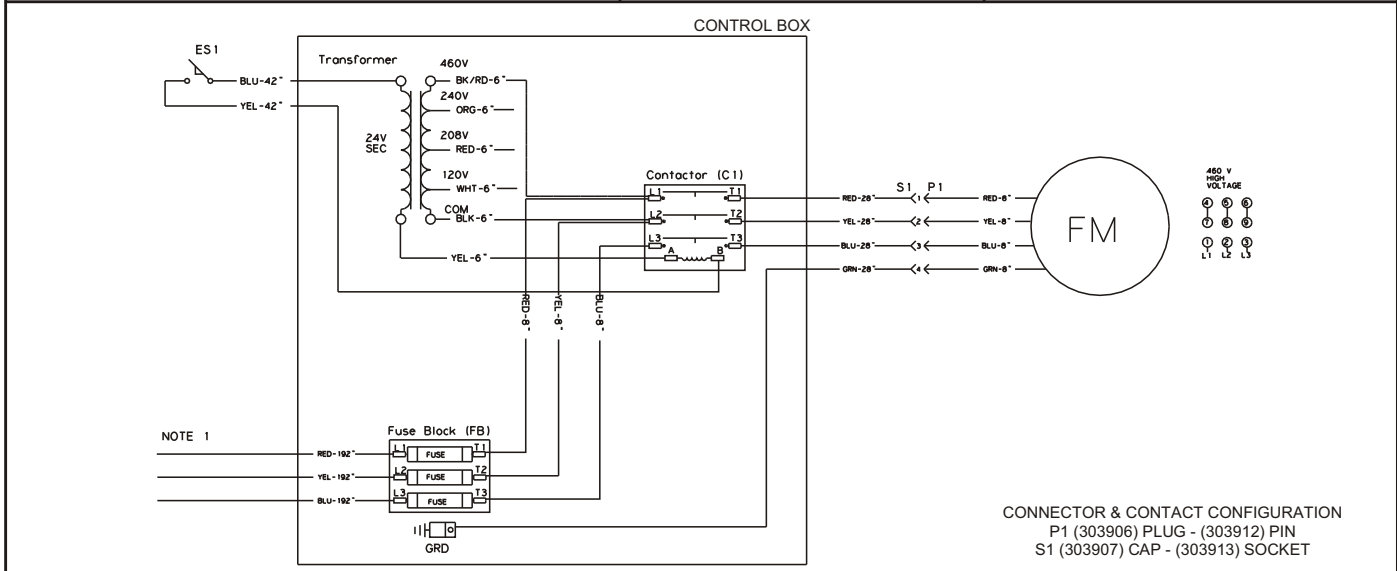 CONTROL BOX
ES1
BLU-42"
YEL-42"
Transformer
460V
BK/RD-6"
240V
ORG-6"
24V
SEC
208V
RED-6"
120V
WHT-6"
COM
BLK-6"
YEL-6"
Contactor (C1)
L1 T1
L2 T2
L3 T3
A B
S1 P1
RED-28" 1 RED-8"
YEL-28" 2 YEL-8"
BLU-28" 3 BLU-8"
GRN-28" 4 GRN-8"
FM
460 V
HIGH
VOLTAGE
4 5 6
7 8 9
1 2 3
L1 L2 L3
RED-8"
YEL-8"
BLU-8"
NOTE 1
Fuse Block (FB)
RED-192" L1 FUSE T1
YEL-192" L2 FUSE T2
BLU-192" L3 FUSE T3
GRD
CONNECTOR & CONTACT CONFIGURATION
P1 (303906) PLUG - (303912) PIN
S1 (303907) CAP - (303913) SOCKET